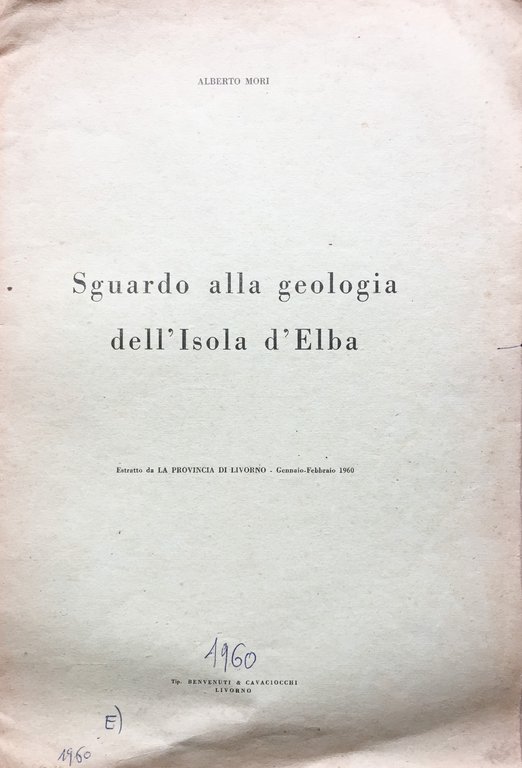 ALBERTO MORI
Sguardo alla geologia
dell'Isola d'Elba
Estratto da LA PROVINCIA DI LIVORNO - Gennaio-Febbraio 1960
1960
Tip. BENVENUTI & CAVACIOCCHI
LIVORNO
E)
1960